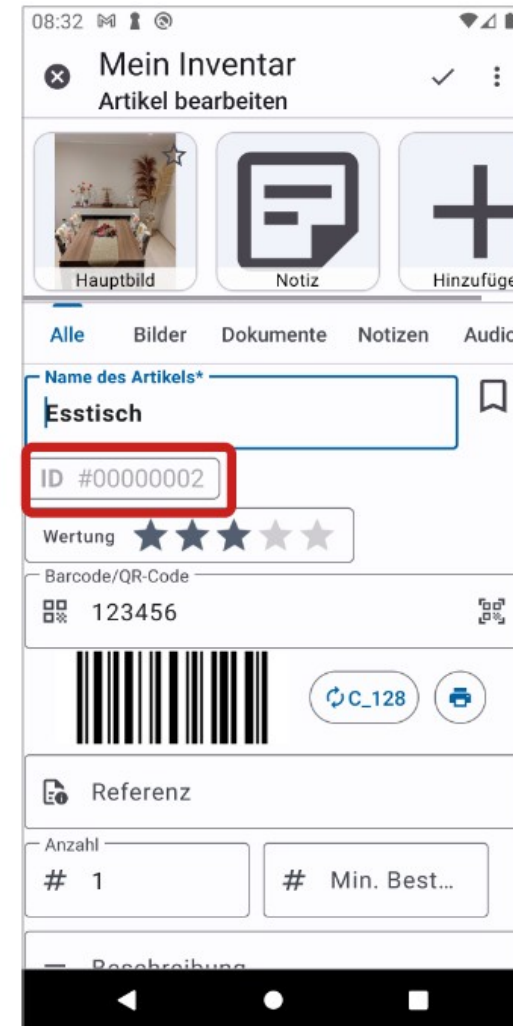 08:32
Mein Inventar
Artikel bearbeiten
Hauptbild
Notiz
Hinzufüge
Alle Bilder Dokumente Notizen Audio
Name des Artikels*
Esstisch
ID #00000002
Wertung
Barcode/QR-Code
123456
C_128
Referenz
Anzahl
# 1
# Min. Best...
Beschreibung